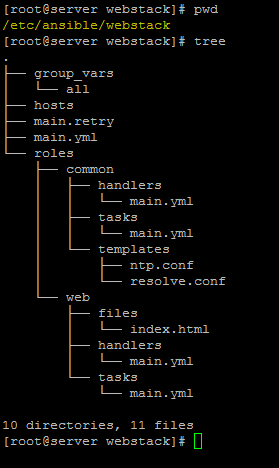 [root@server webstack]# pwd
/etc/ansible/webstack
[root@server webstack]# tree
.
├── group_vars
│   └── all
├── hosts
├── main.retry
├── main.yml
└── roles
    ├── common
    │   ├── handlers
    │   │   └── main.yml
    │   ├── tasks
    │   │   └── main.yml
    │   └── templates
    │       ├── ntp.conf
    │       └── resolve.conf
    └── web
        ├── files
        │   └── index.html
        ├── handlers
        │   └── main.yml
        └── tasks
            └── main.yml

10 directories, 11 files
[root@server webstack]#